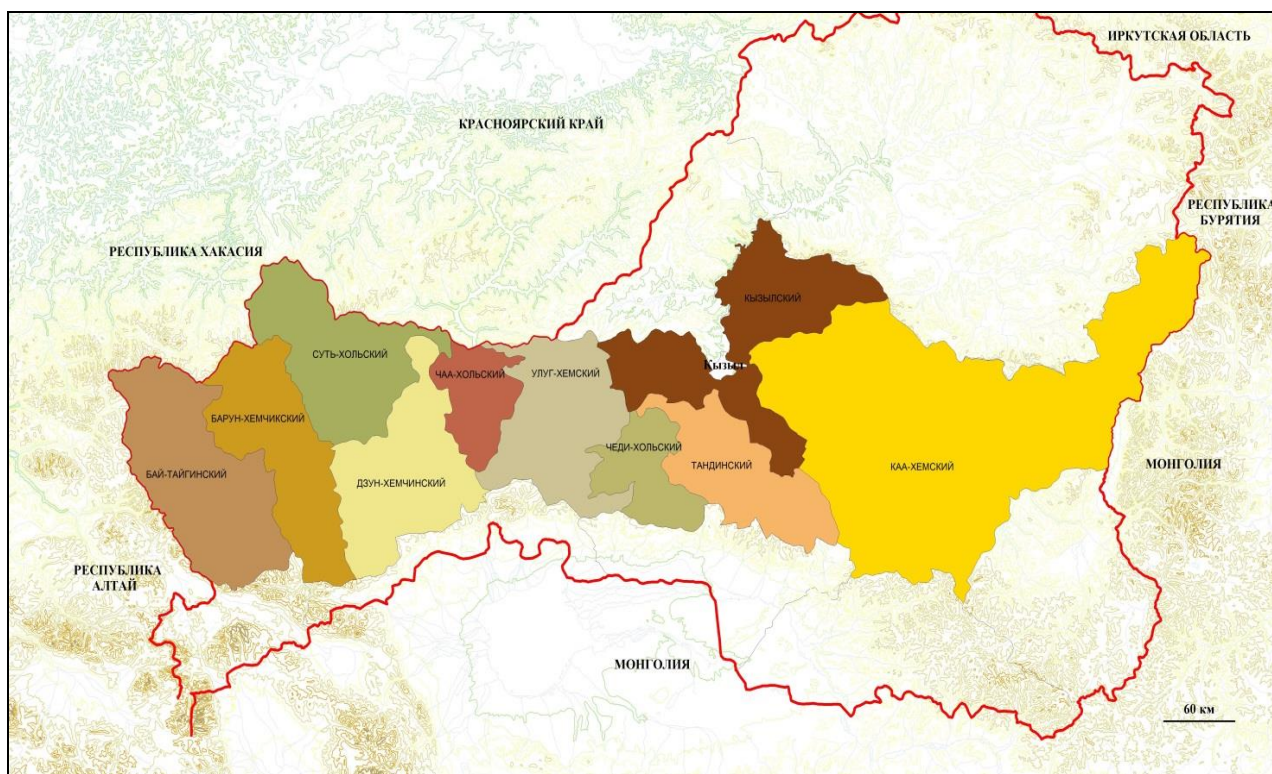 ИРКУТСКАЯ ОБЛАСТЬ
КРАСНОЯРСКИЙ КРАЙ
РЕСПУБЛИКА
БУРЯТИЯ
РЕСПУБЛИКА ХАКАСИЯ
КЫЗЫЛСКИЙ
СУТЬ-ХОЛЬСКИЙ
ЧАА-ХОЛЬСКИЙ
УЛУГ-ХЕМСКИЙ
Кызыл
БАРУН-ХЕМЧИКСКИЙ
ЧЕДИ-ХОЛЬСКИЙ
БАЙ-ТАЙГИНСКИЙ
ТАНДИНСКИЙ
КАА-ХЕМСКИЙ
МОНГОЛИЯ
ДЗУН-ХЕМЧИНСКИЙ
РЕСПУБЛИКА
АЛТАЙ
МОНГОЛИЯ
60 км